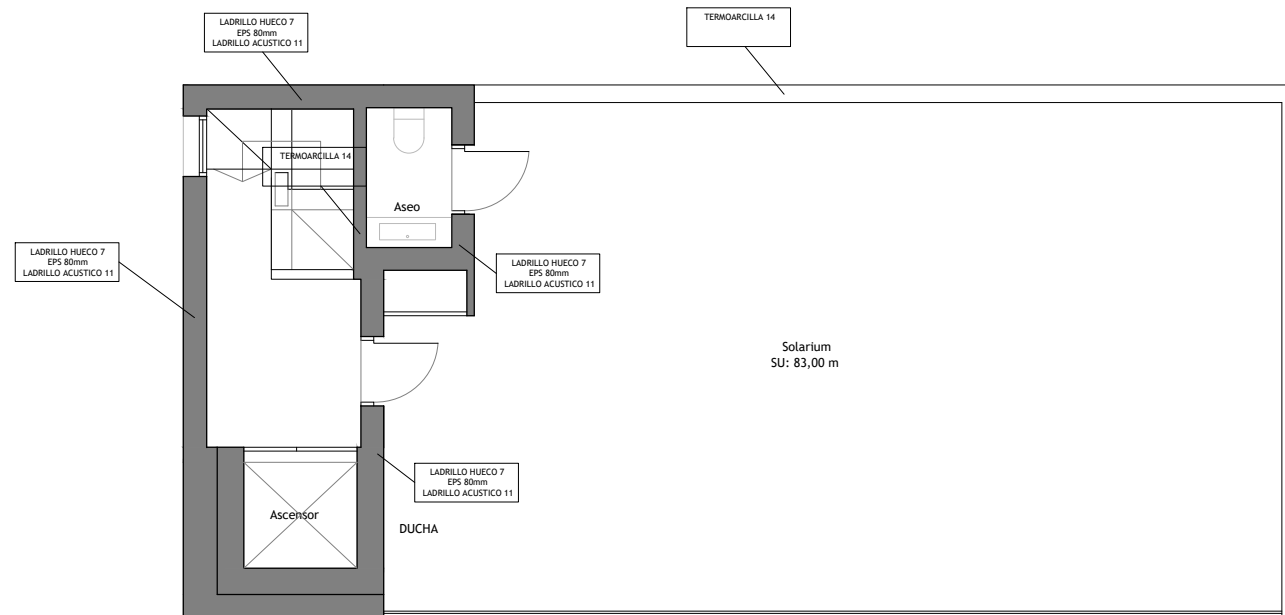 LADRILLO HUECO 7
EPS 80mm
LADRILLO ACUSTICO 11
TERMOARCILLA 14
TERMOARCILLA 14
Aseo
LADRILLO HUECO 7
EPS 80mm
LADRILLO ACUSTICO 11
LADRILLO HUECO 7
EPS 80mm
LADRILLO ACUSTICO 11
Solarium
SU: 83,00 m
LADRILLO HUECO 7
EPS 80mm
LADRILLO ACUSTICO 11
Ascensor
DUCHA